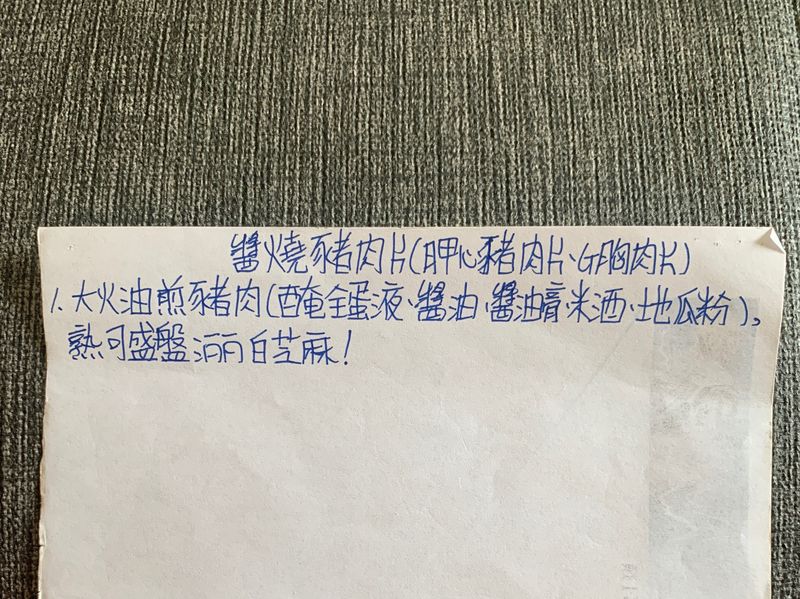 醬燒豬肉片(胛心豬肉片、G胸肉片)
1. 大火油煎豬肉(醃全蛋液、醬油、醬油膏、米酒、地瓜粉),
熟可盛盤洒白芝麻!